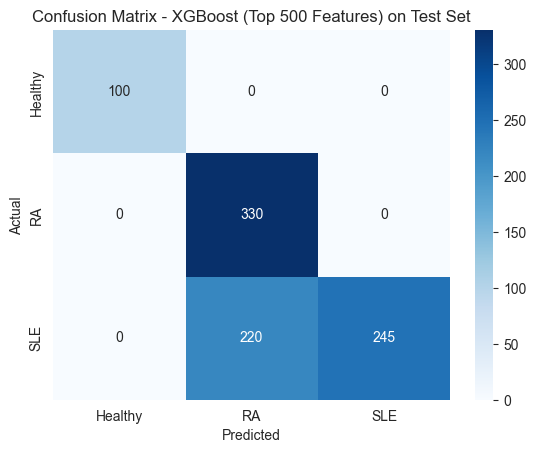 Confusion Matrix - XGBoost (Top 500 Features) on Test Set
Healthy 100 0 0
RA 0 330 0
SLE 0 220 245
Actual
Healthy RA SLE
Predicted
300
250
200
150
100
50
0